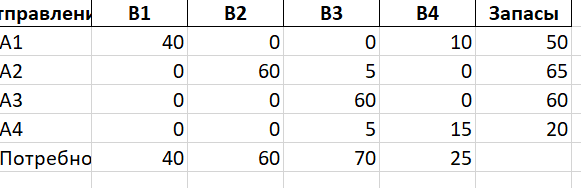 тправлени B1 B2 B3 B4 Запасы
A1 40 0 0 10 50
A2 0 60 5 0 65
A3 0 0 60 0 60
A4 0 0 5 15 20
Потребно 40 60 70 25